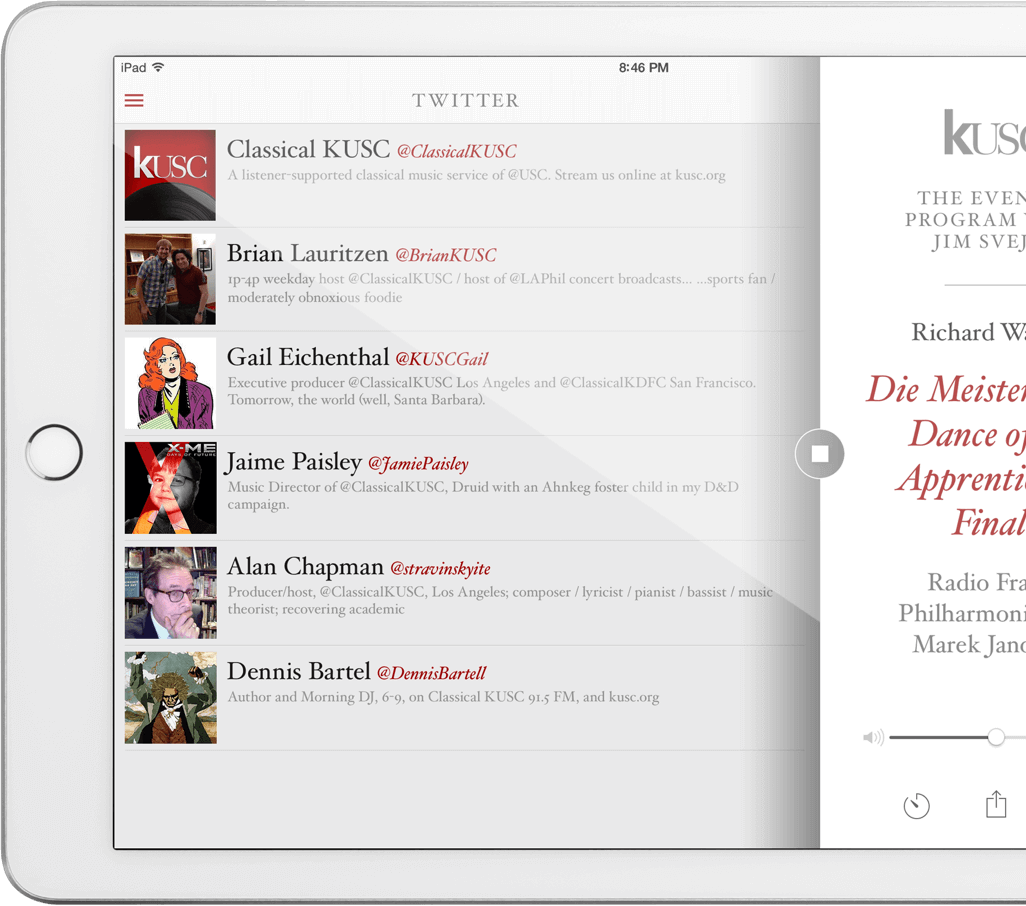 iPad
8:46 PM
TWITTER
kUSC
Classical KUSC @ClassicalKUSC
A listener-supported classical music service of @USC. Stream us online at kusc.org
Brian Lauritzen @BrianKUSC
1p-4p weekday host @ClassicalKUSC / host of @LAPhil concert broadcasts... ...sports fan /
moderately obnoxious foodie
Gail Eichenthal @KUSCGail
Executive producer @ClassicalKUSC Los Angeles and @ClassicalKDFC San Francisco.
Tomorrow, the world (well, Santa Barbara).
X-ME
DAYS OF FUTUR
Jaime Paisley @JamiePaisley
Music Director of @ClassicalKUSC, Druid with an Ahnkeg foster child in my D&D
campaign.
Alan Chapman @stravinskyite
Producer/host, @ClassicalKUSC, Los Angeles; composer / lyricist / pianist / bassist / music
theorist; recovering academic
Dennis Bartel @DennisBartell
Author and Morning DJ, 6-9, on Classical KUSC 91.5 FM, and kusc.org
kUSC
THE EVEN
PROGRAM
JIM SVEJ
Richard Wa
Die Meister
Dance of
Apprenti
Final
Radio Fra
Philharmoni
Marek Jano